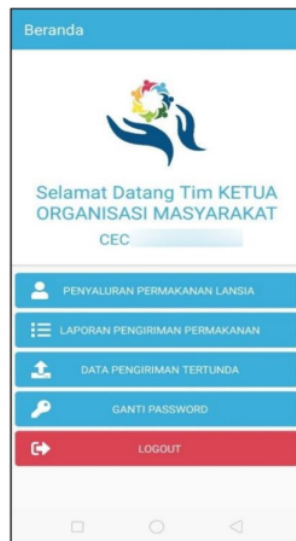 Beranda
Selamat Datang Tim KETUA
ORGANISASI MASYARAKAT
CEC
PENYALURAN PERMAKANAN LANSIA
LAPORAN PENGIRIMAN PERMAKANAN
DATA PENGIRIMAN TERTUNDA
GANTI PASSWORD
LOGOUT